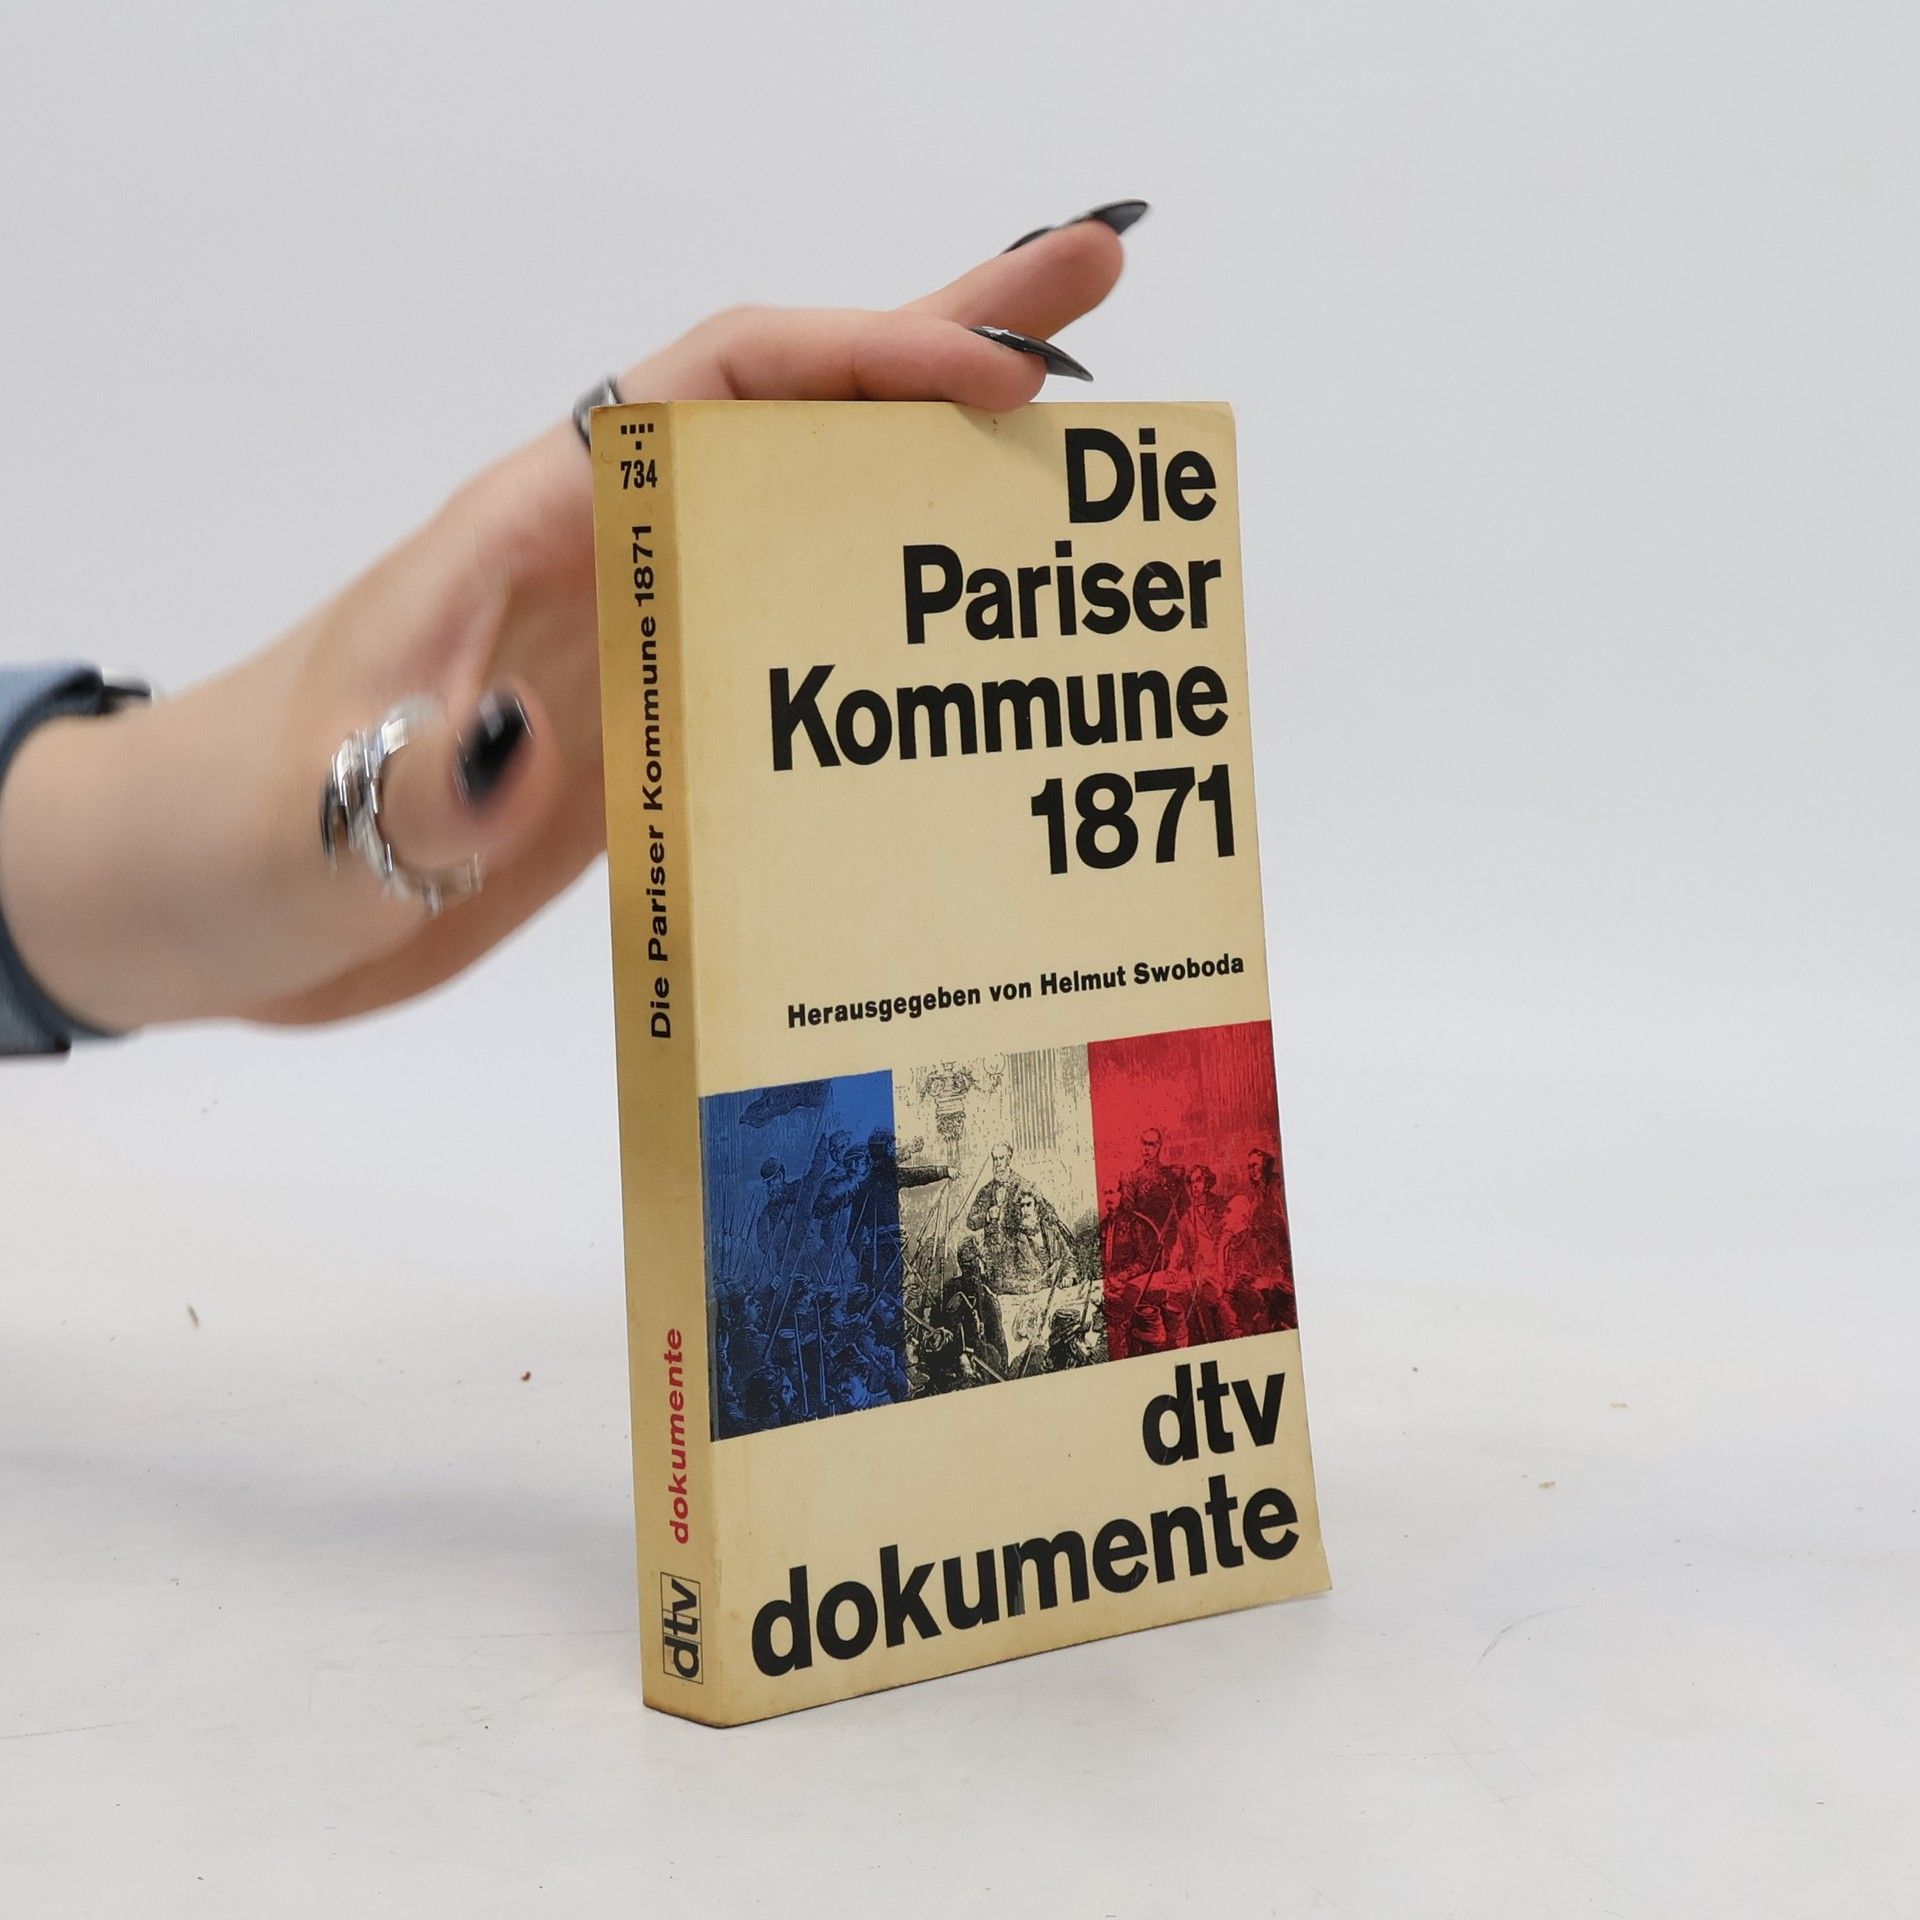 734
Die Pariser Kommune 1871
dokumente
dtv
Die
Pariser
Kommune
1871
Herausgegeben von Helmut Swoboda
dtv
dokumente